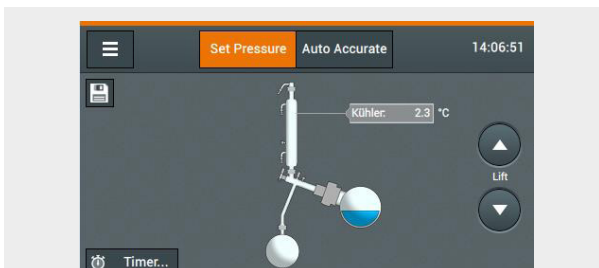 Set Pressure Auto Accurate 14:06:51
Kühler: 2.3 °C
Lift
Timer...